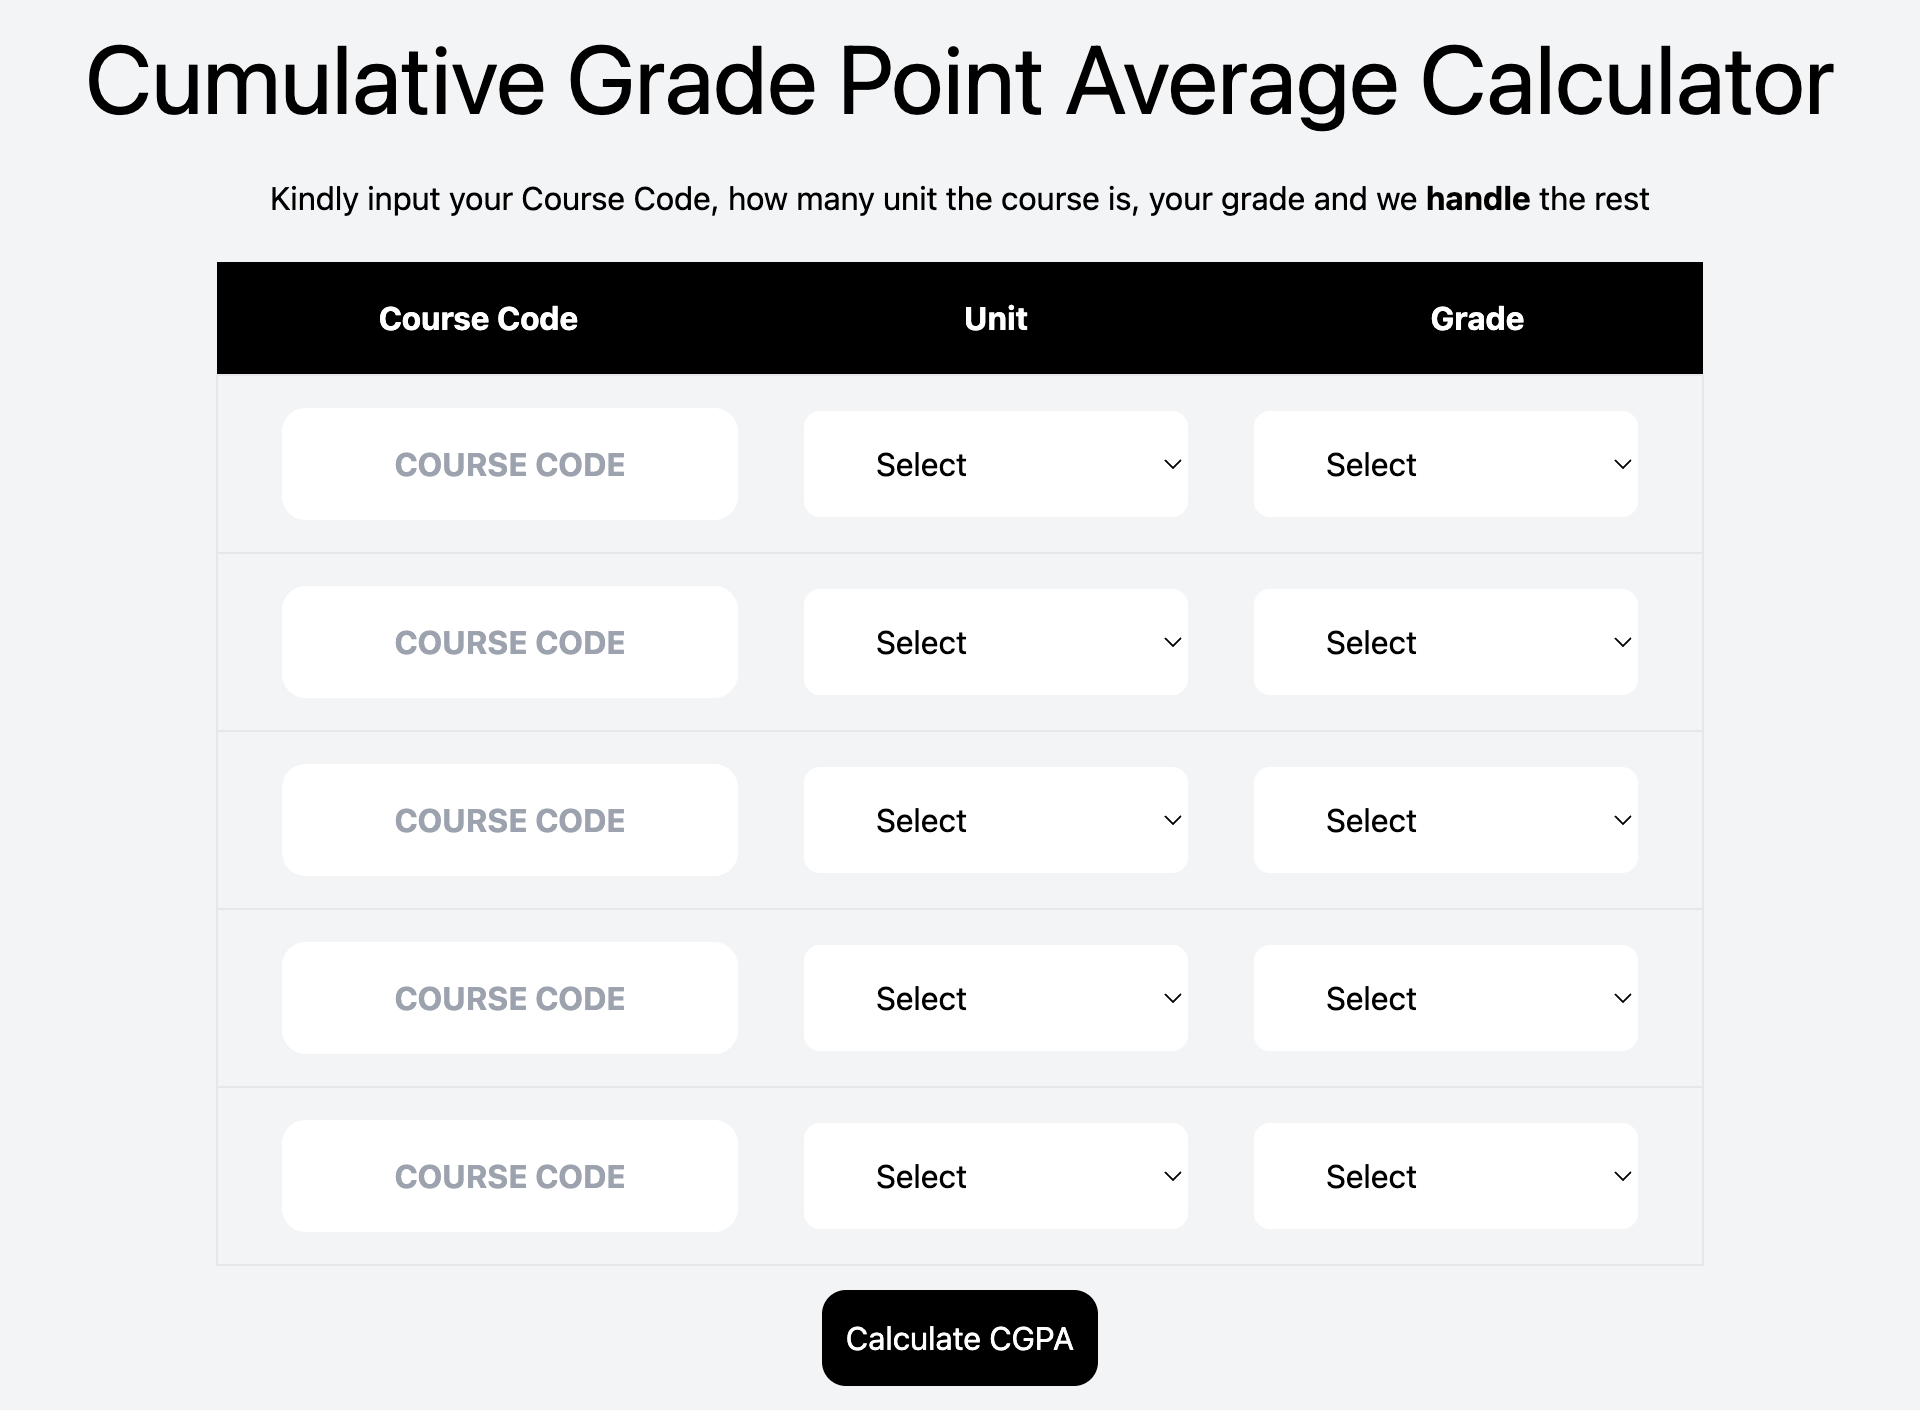 Cumulative Grade Point Average Calculator
Kindly input your Course Code, how many unit the course is, your grade and we handle the rest
Course Code Unit Grade
COURSE CODE Select Select
COURSE CODE Select Select
COURSE CODE Select Select
COURSE CODE Select Select
COURSE CODE Select Select
Calculate CGPA